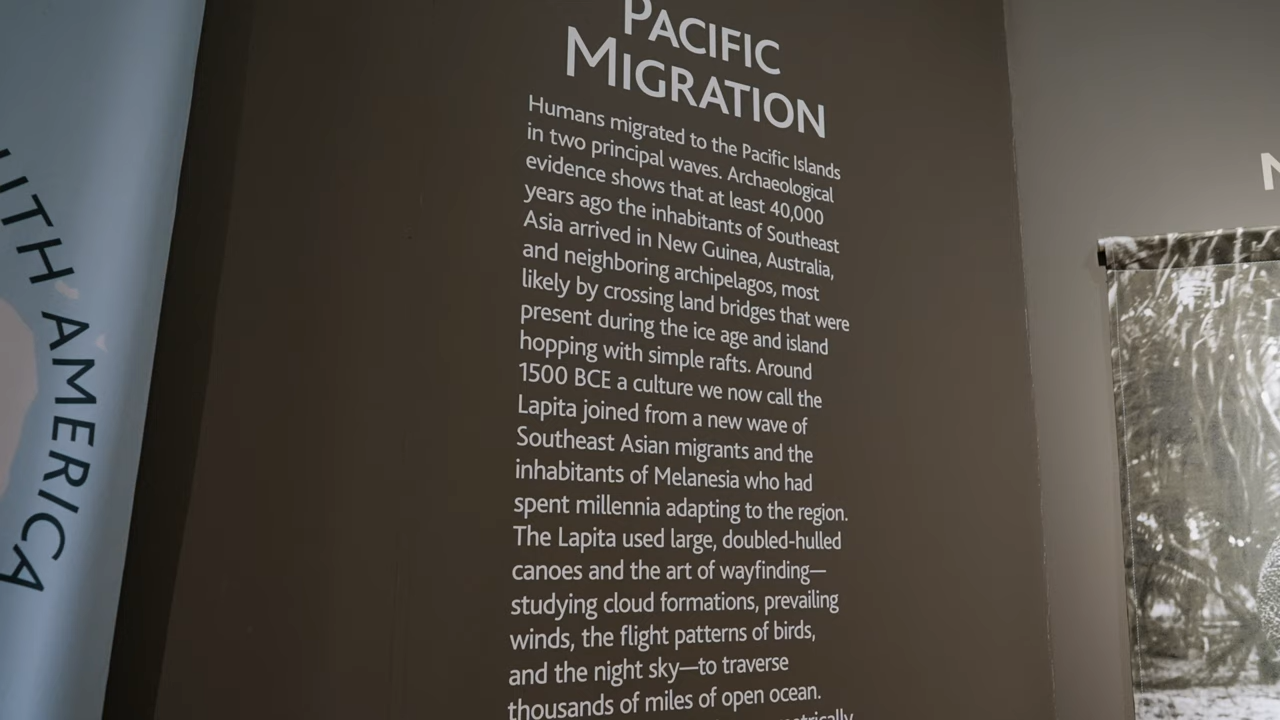 UTH AMERICA
PACIFIC
MIGRATION
Humans migrated to the Pacific Islands
in two principal waves. Archaeological
evidence shows that at least 40,000
years ago the inhabitants of Southeast
Asia arrived in New Guinea, Australia,
and neighboring archipelagos, most
likely by crossing land bridges that were
present during the ice age and island
hopping with simple rafts. Around
1500 BCE a culture we now call the
Lapita joined from a new wave of
Southeast Asian migrants and the
inhabitants of Melanesia who had
spent millennia adapting to the region.
The Lapita used large, doubled-hulled
canoes and the art of wayfinding—
studying cloud formations, prevailing
winds, the flight patterns of birds,
and the night sky—to traverse
thousands of miles of open ocean.